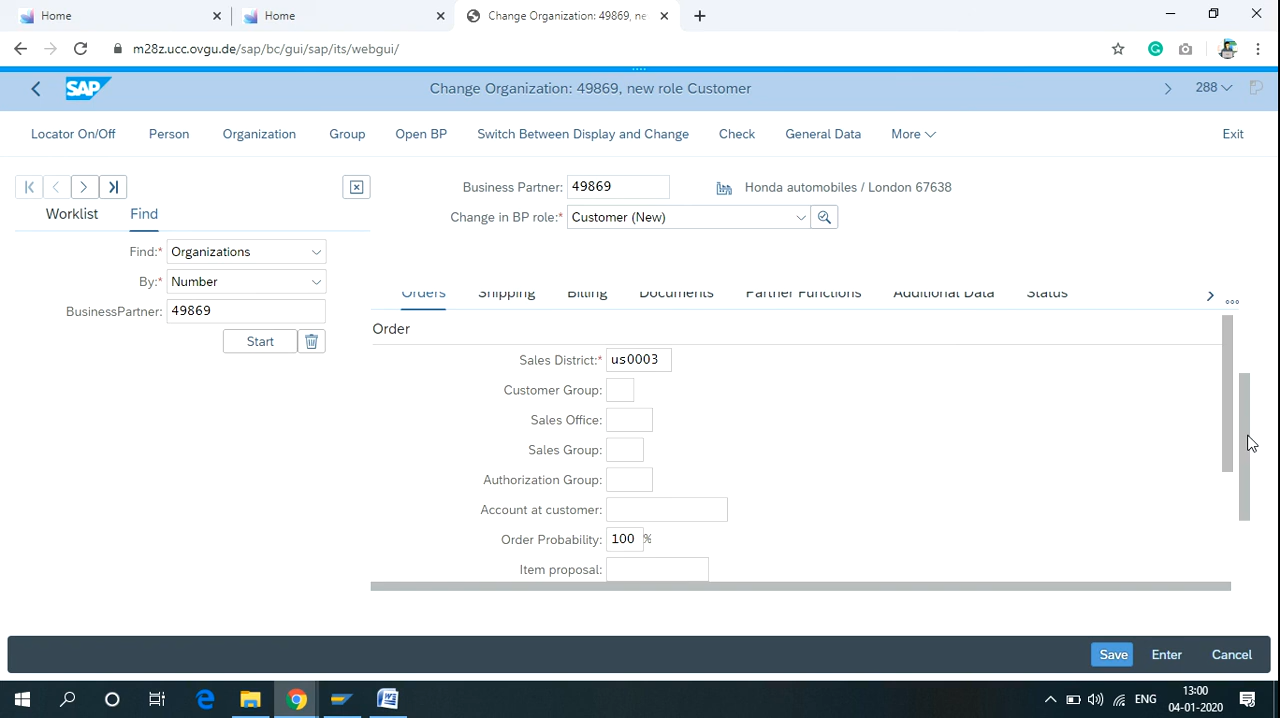 Home
Home
Change Organization: 49869, ne
m28z.ucc.ovgu.de/sap/bc/gui/sap/its/webgui/
SAP
Change Organization: 49869, new role Customer
288
Locator On/Off Person Organization Group Open BP Switch Between Display and Change Check General Data More Exit
Business Partner: 49869 Honda automobiles / London 67638
Worklist Find
Change in BP role:* Customer (New)
Find:* Organizations
By:* Number
BusinessPartner: 49869
Start
Orders Shipping Billing Documents Partner Functions Additional Data Status
Order
Sales District:* us0003
Customer Group:
Sales Office:
Sales Group:
Authorization Group:
Account at customer:
Order Probability: 100 %
Item proposal:
Save Enter Cancel
ENG
13:00
04-01-2020